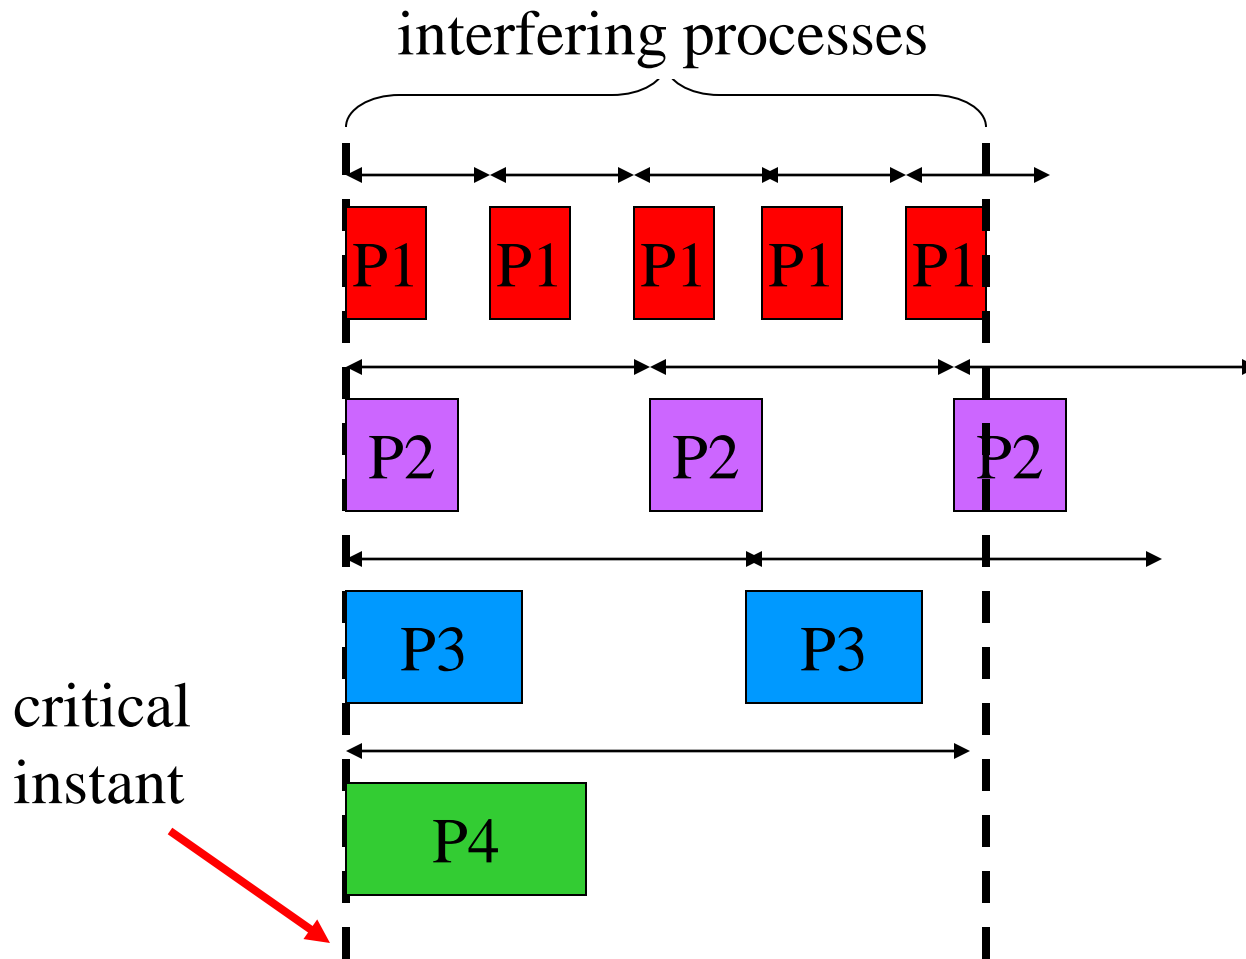 interfering processes
P1 P1 P1 P1 P1
P2 P2 P2
P3 P3
critical
instant
P4